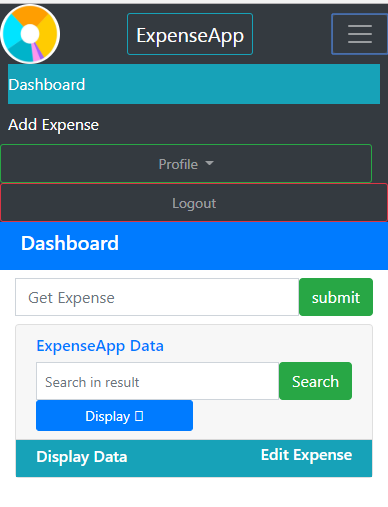 ExpenseApp
Dashboard
Add Expense
Profile
Logout
Dashboard
Get Expense submit
ExpenseApp Data
Search in result Search
Display
Display Data Edit Expense